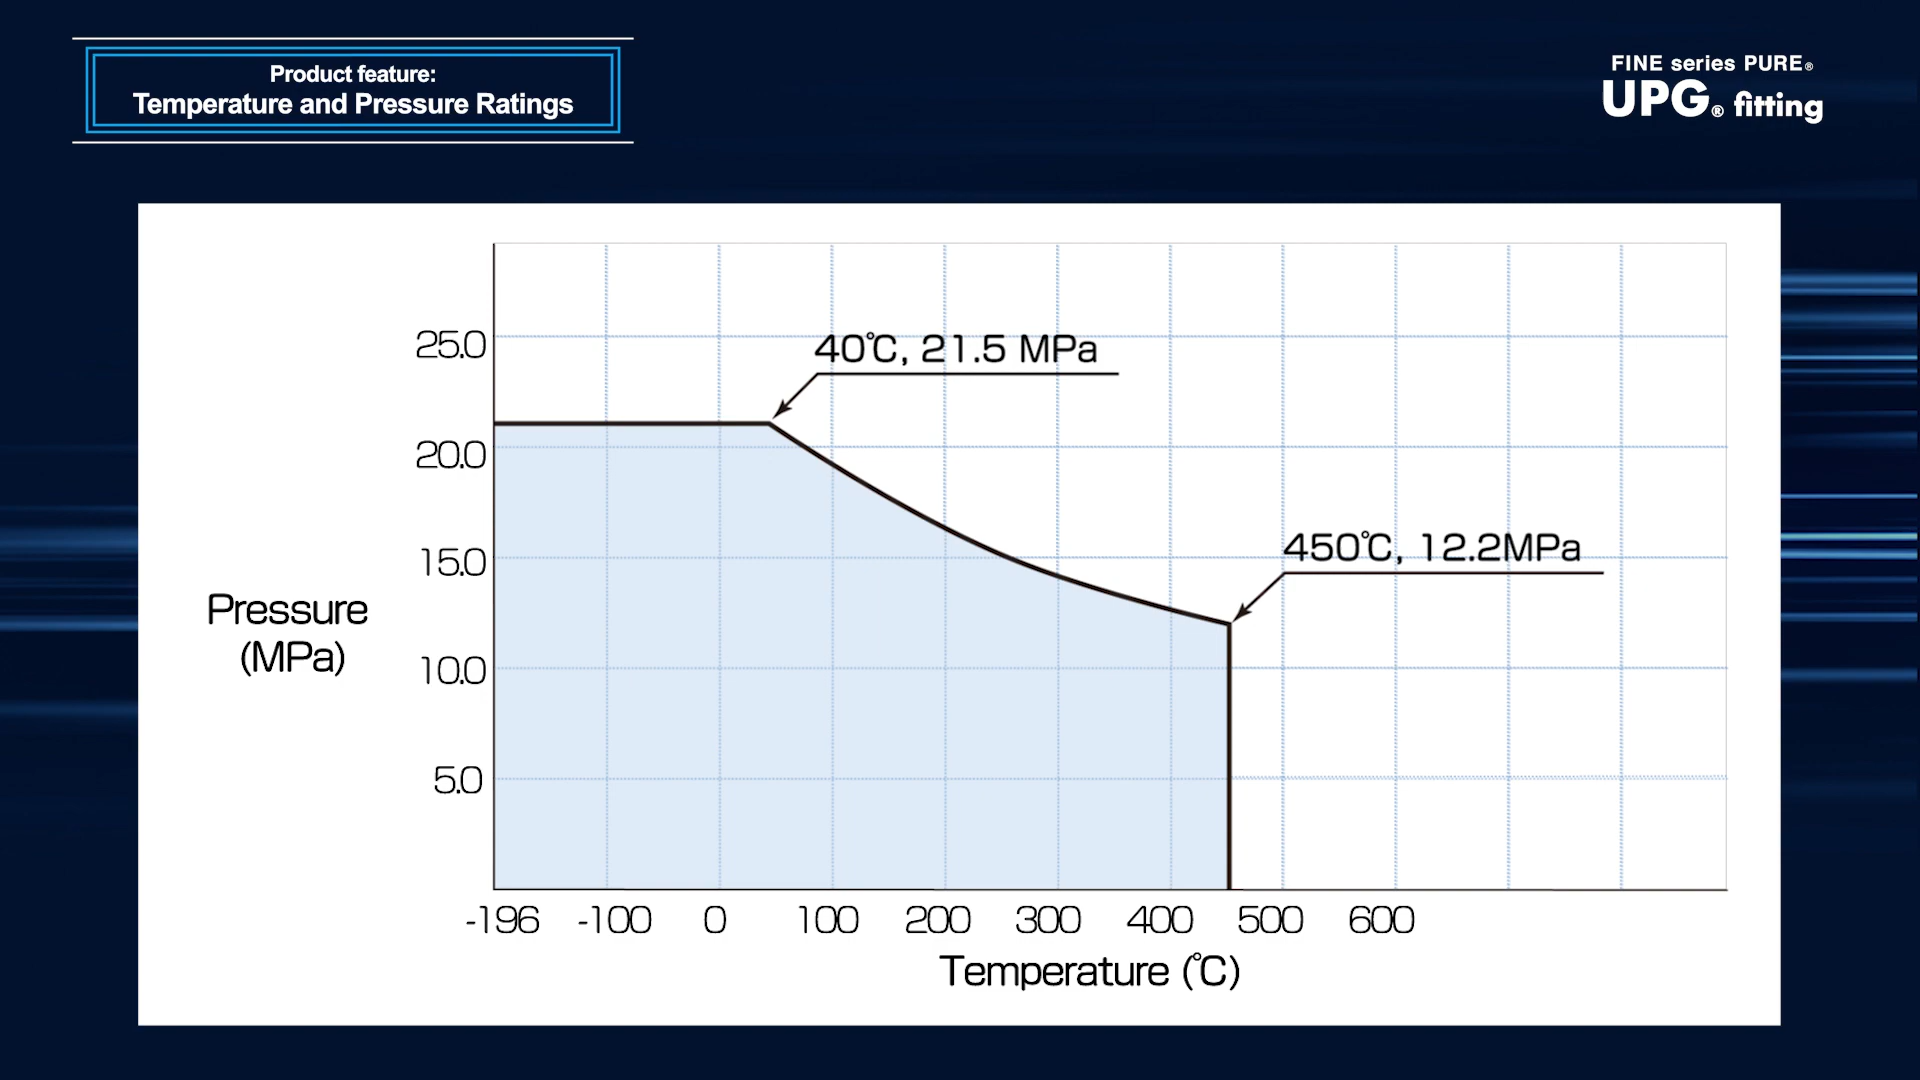 Product feature:
Temperature and Pressure Ratings
FINE series PURE®
UPG® fitting
25.0
40℃, 21.5 MPa
20.0
15.0
450℃, 12.2MPa
Pressure
(MPa)
10.0
5.0
-196 -100 0 100 200 300 400 500 600
Temperature (℃)